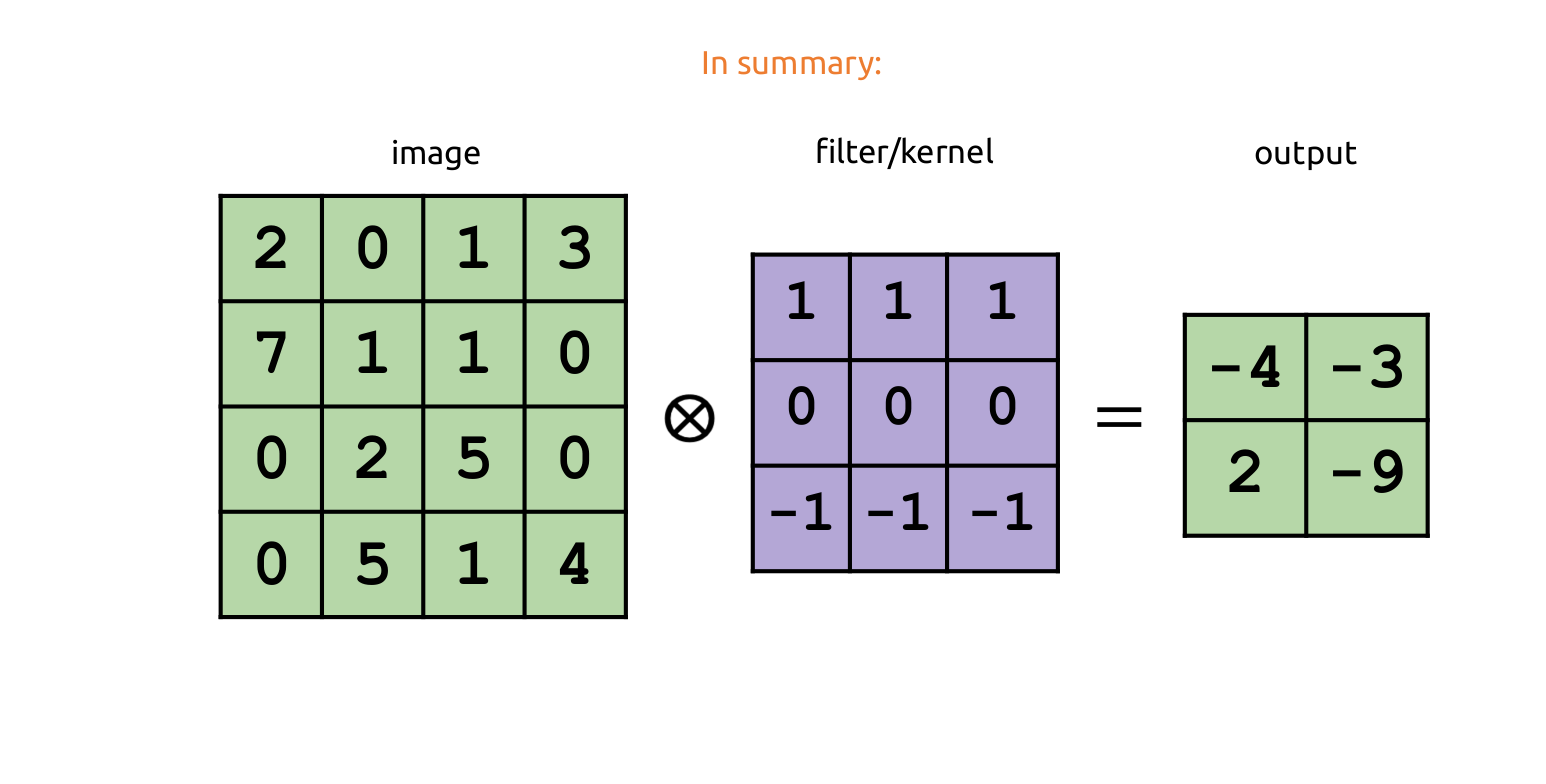 In summary:
image filter/kernel output
2 0 1 3
7 1 1 0
0 2 5 0
0 5 1 4
⊗
1 1 1
0 0 0
-1 -1 -1
=
-4 -3
2 -9